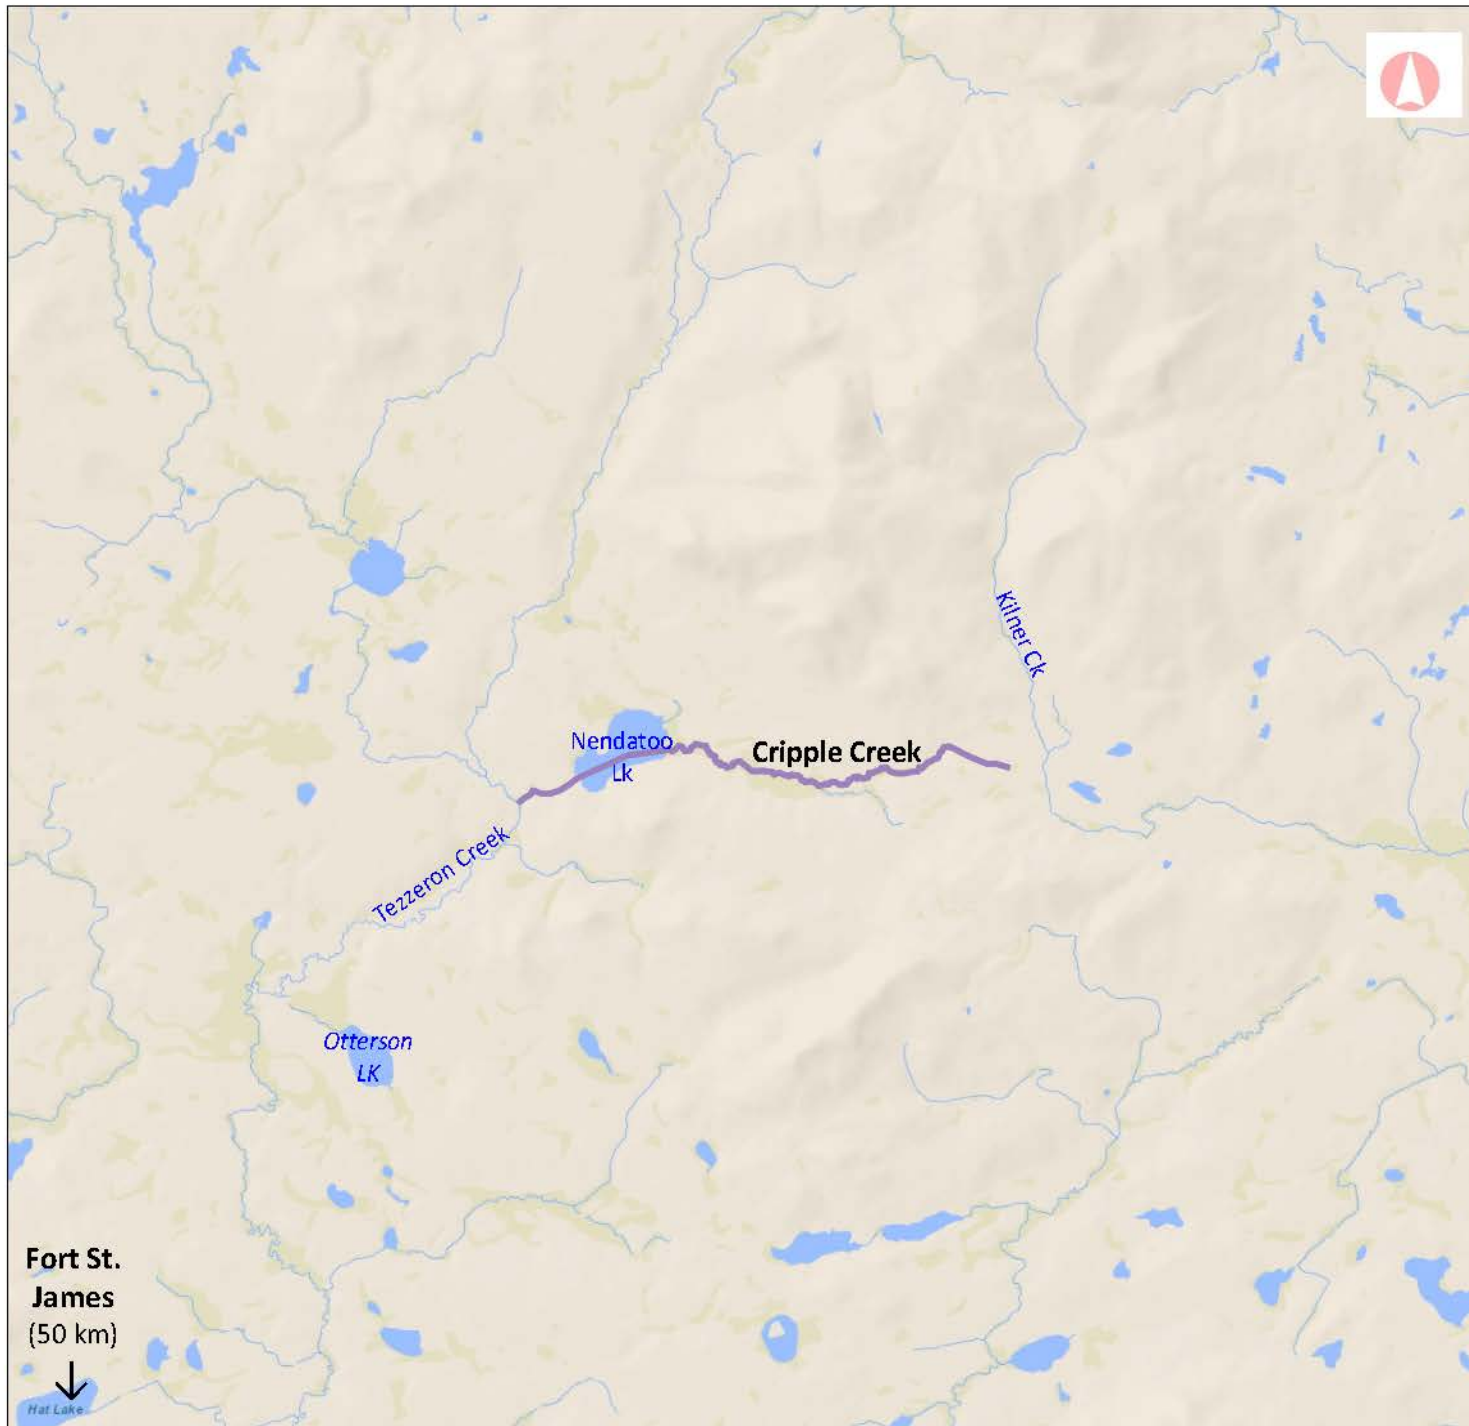 Kilner Ck
Nendatoo
Lk
Cripple Creek
Tezzeron Creek
Otterson
LK
Fort St.
James
(50 km)
Hat Lake